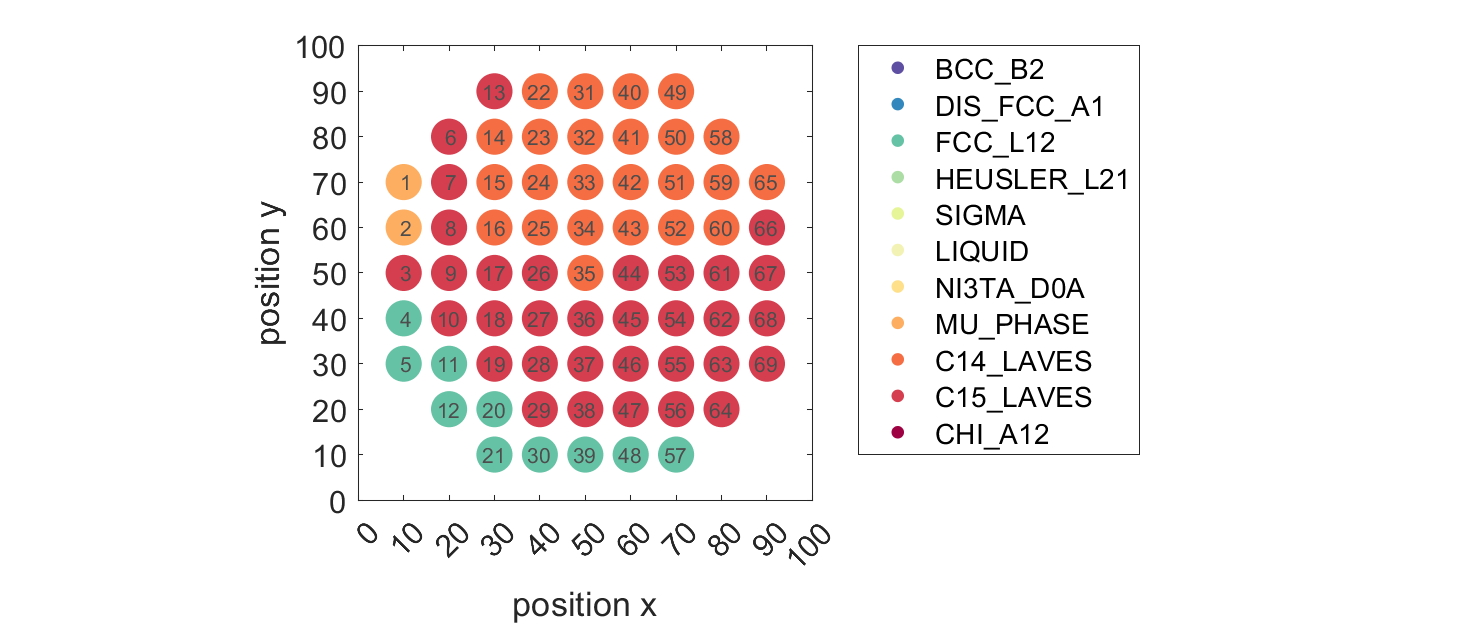 100
90 13 22 31 40 49
80 6 14 23 32 41 50 58
70 1 7 15 24 33 42 51 59 65
60 2 8 16 25 34 43 52 60 66
50 3 9 17 26 35 44 53 61 67
40 4 10 18 27 36 45 54 62 68
30 5 11 19 28 37 46 55 63 69
20 12 20 29 38 47 56 64
10 21 30 39 48 57
0
0 10 20 30 40 50 60 70 80 90 100
position x
position y
BCC_B2
DIS_FCC_A1
FCC_L12
HEUSLER_L21
SIGMA
LIQUID
NI3TA_D0A
MU_PHASE
C14_LAVES
C15_LAVES
CHI_A12